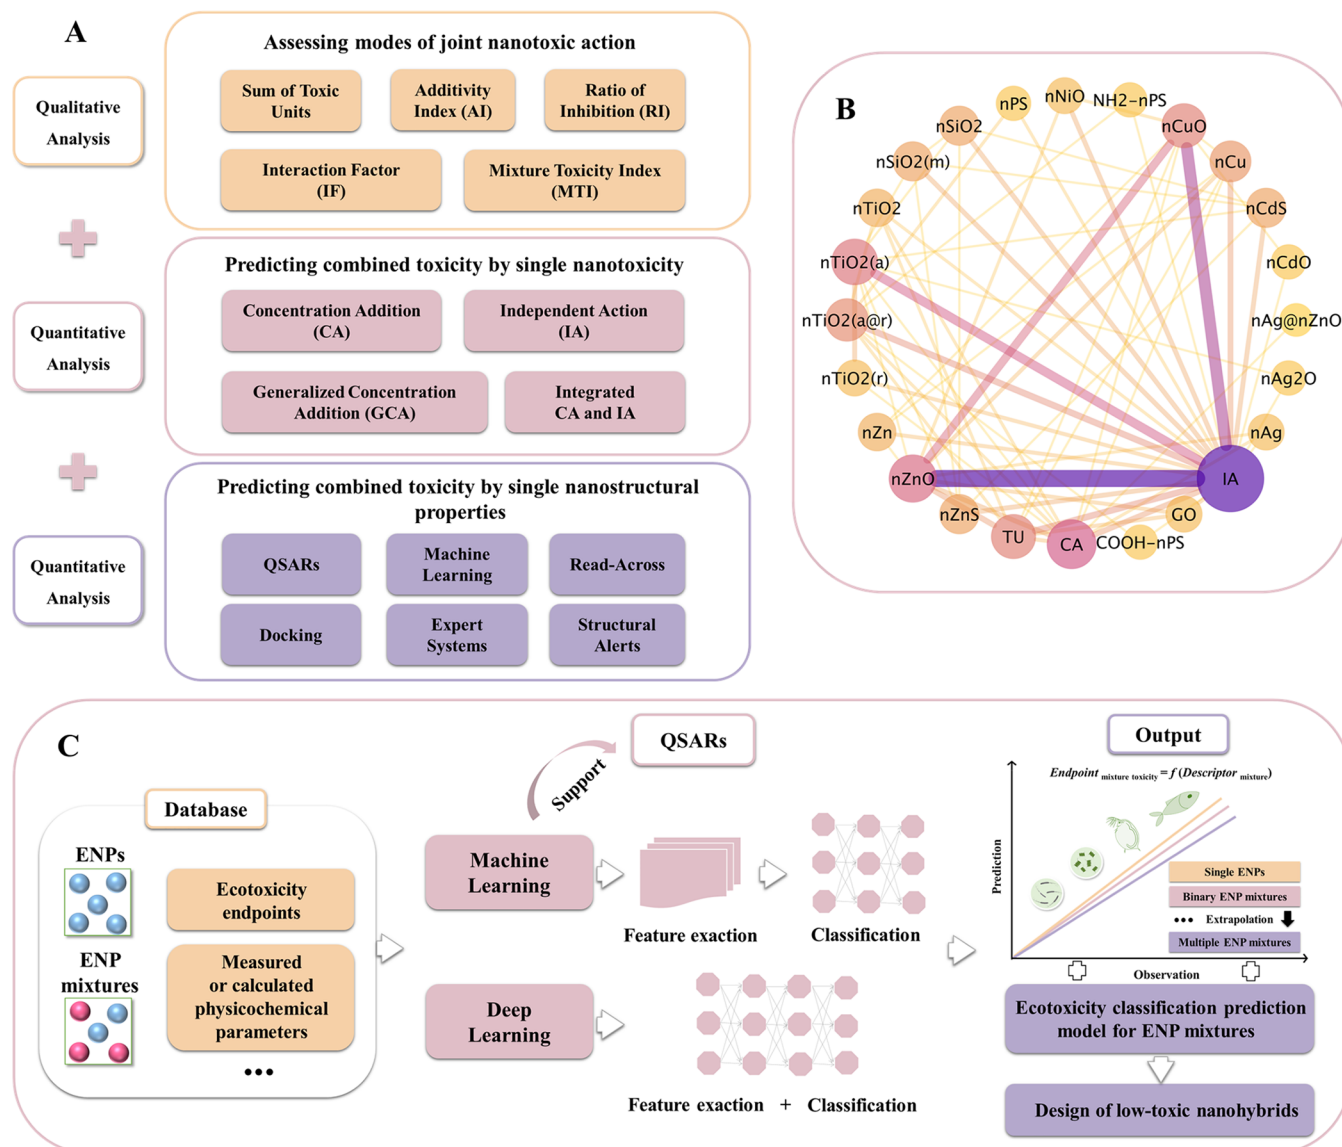 A
Qualitative
Analysis
Assessing modes of joint nanotoxic action
Sum of Toxic
Units
Additivity
Index (AI)
Ratio of
Inhibition (RI)
Interaction Factor
(IF)
Mixture Toxicity Index
(MTI)
Quantitative
Analysis
Predicting combined toxicity by single nanotoxicity
Concentration Addition
(CA)
Independent Action
(IA)
Generalized Concentration
Addition (GCA)
Integrated
CA and IA
Quantitative
Analysis
Predicting combined toxicity by single nanostructural
properties
QSARs
Machine
Learning
Read-Across
Docking
Expert
Systems
Structural
Alerts
B
nPS
nNiO
NH2-nPS
nCuO
nCu
nCdS
nCdO
nAg@nZnO
nAg2O
nAg
IA
GO
COOH-nPS
CA
TU
nZnS
nZnO
nZn
nTiO2(r)
nTiO2(a@r)
nTiO2(a)
nTiO2
nSiO2(m)
nSiO2
C
Database
ENPs
ENP
mixtures
Ecotoxicity
endpoints
Measured
or calculated
physicochemical
parameters
•••
Support
QSARs
Machine
Learning
Feature exaction
Classification
Deep
Learning
Feature exaction + Classification
Output
Endpoint mixture toxicity = f (Descriptor mixture)
Prediction
Single ENPs
Binary ENP mixtures
••• Extrapolation
Multiple ENP mixtures
Observation
Ecotoxicity classification prediction
model for ENP mixtures
Design of low-toxic nanohybrids